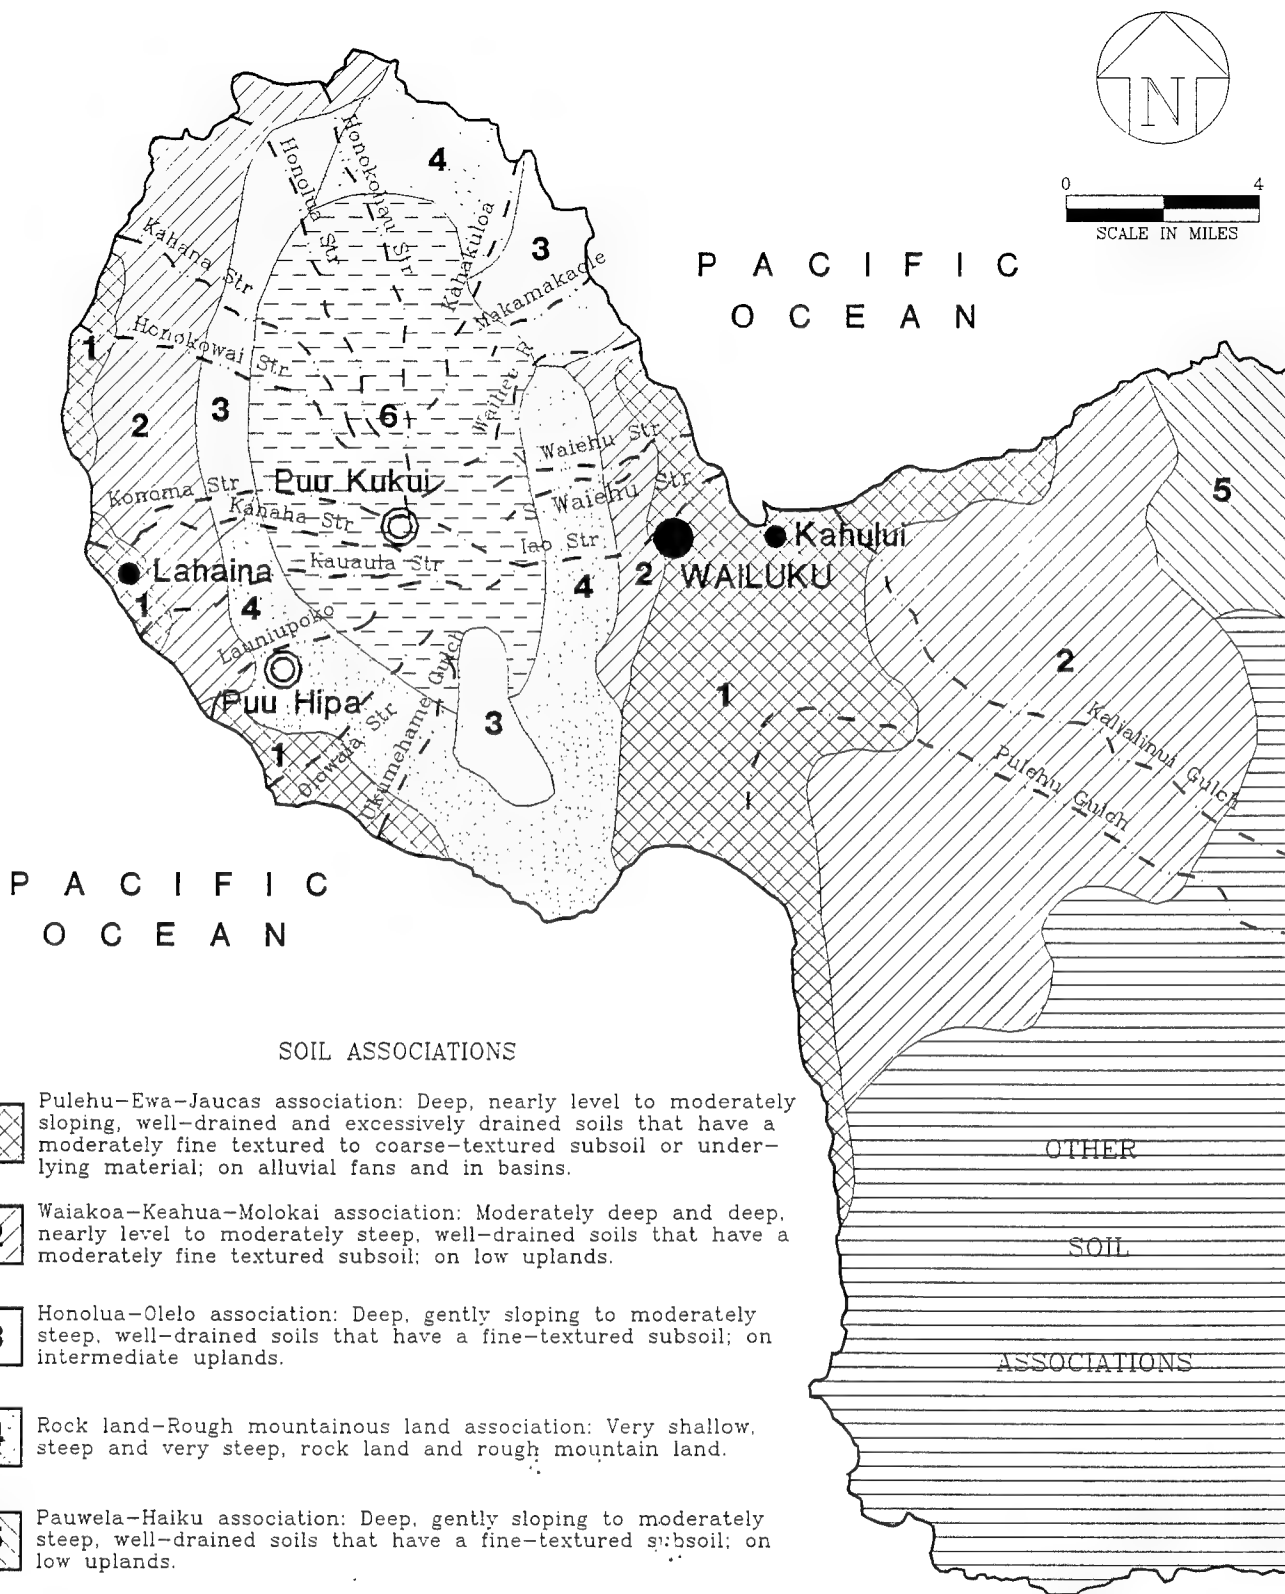 N
0 4
SCALE IN MILES
PACIFIC
OCEAN
4
3
Honolua Str
Honokohau Str
Kahakuloa
Makamakaole
Kahana Str
Honokowai Str
1
2
3
6
Waiehu Str
S Waiehu Str
Puu Kukui
Kahaha Str
Kauaula Str
Iao Str
Lahaina
1
4
Launiupoko
Puu Hipa
1
Olowalu Str
Ukumehame Gulch
3
4
2
WAILUKU
Kahului
1
2
5
Kalialinui Gulch
Pulehu Gulch
PACIFIC
OCEAN
OTHER
SOIL
ASSOCIATIONS
SOIL ASSOCIATIONS
Pulehu-Ewa-Jaucas association: Deep, nearly level to moderately
sloping, well-drained and excessively drained soils that have a
moderately fine textured to coarse-textured subsoil or under-
lying material; on alluvial fans and in basins.
2
Waiakoa-Keahua-Molokai association: Moderately deep and deep,
nearly level to moderately steep, well-drained soils that have a
moderately fine textured subsoil; on low uplands.
3
Honolua-Olelo association: Deep, gently sloping to moderately
steep, well-drained soils that have a fine-textured subsoil; on
intermediate uplands.
4
Rock land-Rough mountainous land association: Very shallow,
steep and very steep, rock land and rough mountain land.
Pauwela-Haiku association: Deep, gently sloping to moderately
steep, well-drained soils that have a fine-textured subsoil; on
low uplands.